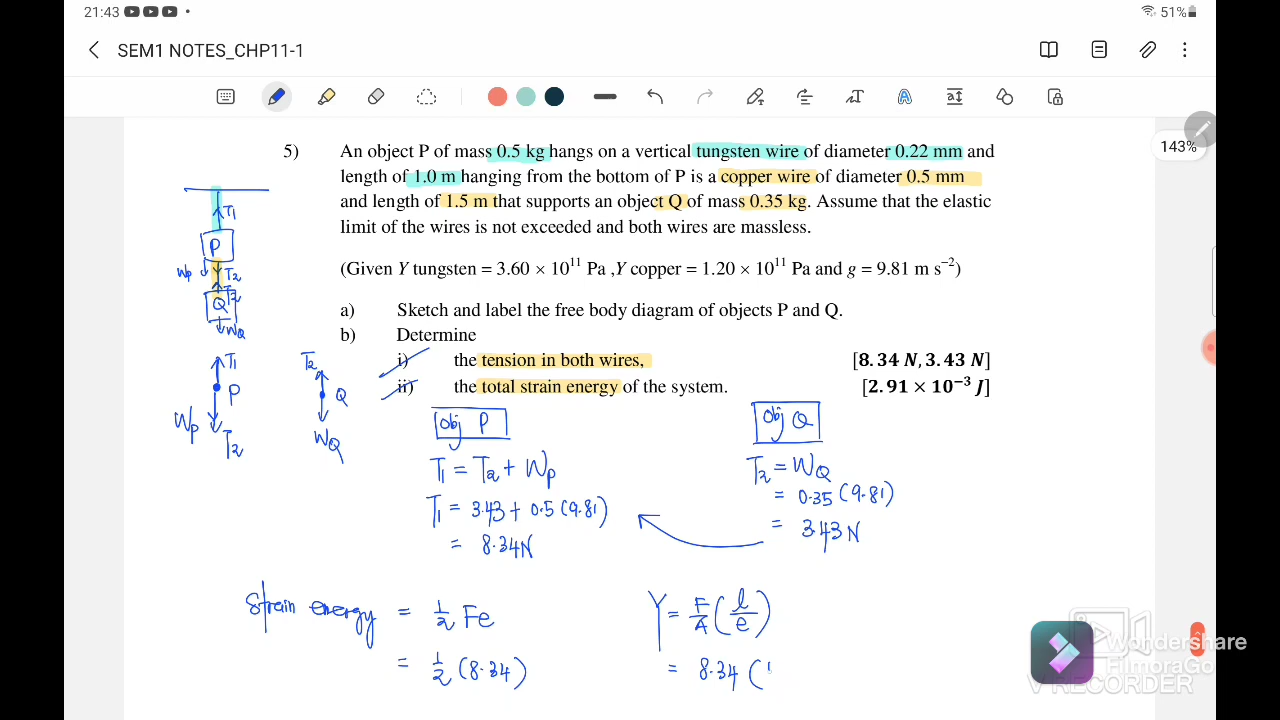 21:43
51%
SEM1 NOTES_CHP11-1
143%
5) An object P of mass 0.5 kg hangs on a vertical tungsten wire of diameter 0.22 mm and
length of 1.0 m hanging from the bottom of P is a copper wire of diameter 0.5 mm
and length of 1.5 m that supports an object Q of mass 0.35 kg. Assume that the elastic
limit of the wires is not exceeded and both wires are massless.
(Given Y tungsten = 3.60 × 10¹¹ Pa ,Y copper = 1.20 × 10¹¹ Pa and g = 9.81 m s⁻²)
a) Sketch and label the free body diagram of objects P and Q.
b) Determine
i) the tension in both wires, [8.34 N, 3.43 N]
ii) the total strain energy of the system. [2.91 × 10⁻³ J]
T₁
P
Wp T₂
T₂
Q
WQ
T₁
P
Wp
T₂
T₂
Q
WQ
Obj P
T₁ = T₂ + Wp
T₁ = 3.43 + 0.5 (9.81)
= 8.34N
Obj Q
T₂ = WQ
= 0.35 (9.81)
= 3.43 N
Strain energy = ½ Fe
= ½ (8.34)
Y = F/A (l/e)
= 8.34 (
Wondershare
FilmoraGo
V RECORDER